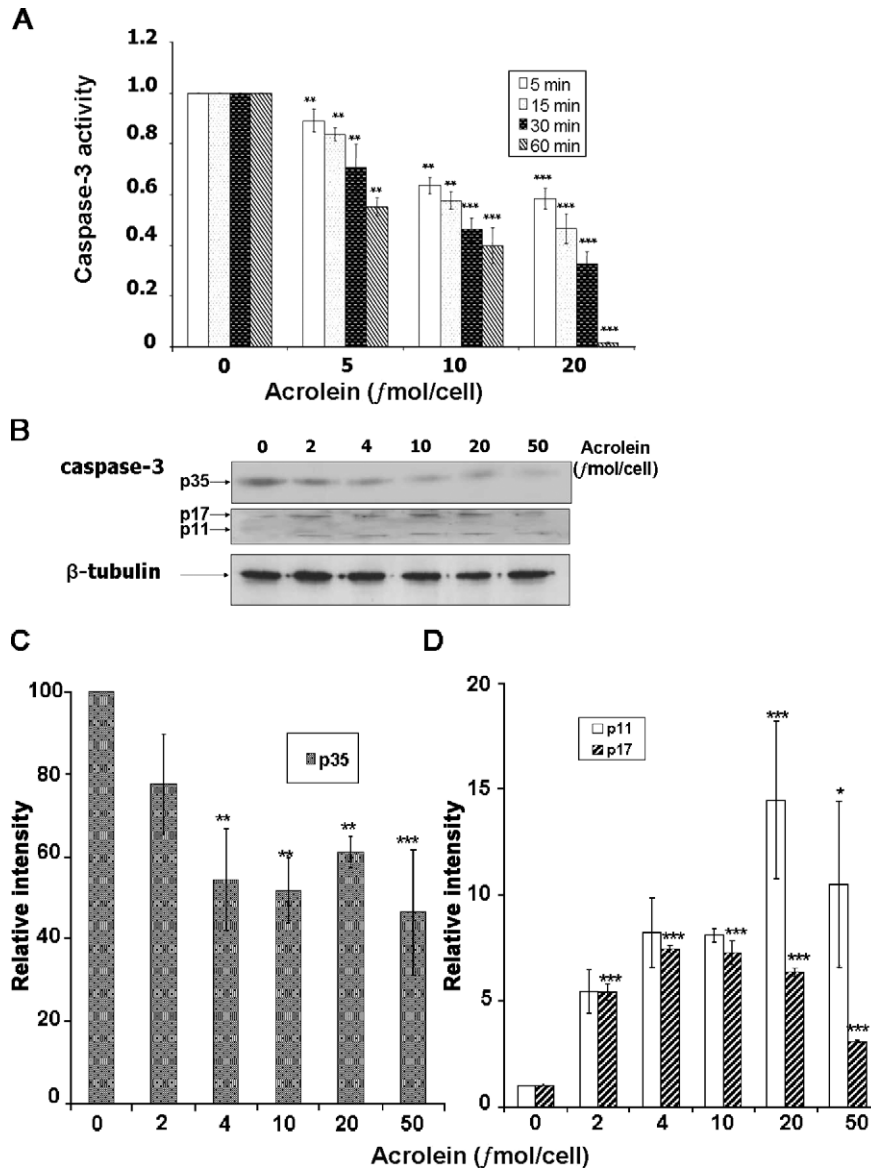 A
Caspase-3 activity
1.2
1.0
0.8
0.6
0.4
0.2
0
5 min
15 min
30 min
60 min
** ** ** **
** ** *** ***
*** *** *** ***
0 5 10 20
Acrolein (ƒmol/cell)
B
0 2 4 10 20 50 Acrolein
(ƒmol/cell)
caspase-3
p35
p17
p11
β-tubulin
C
Relative intensity
100
80
60
40
20
0
p35
** ** ** ***
0 2 4 10 20 50
D
Relative intensity
20
15
10
5
0
p11
p17
*** *** *** *** *** * ***
0 2 4 10 20 50
Acrolein (ƒmol/cell)